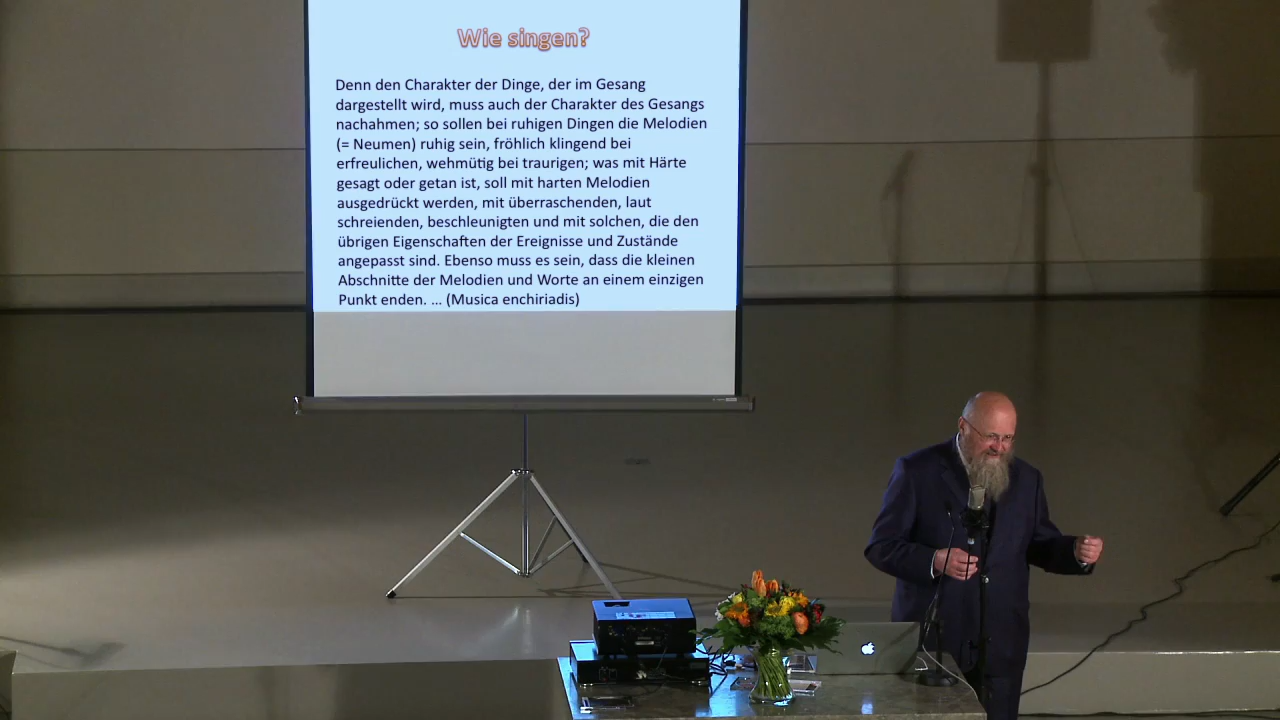 Wie singen?
Denn den Charakter der Dinge, der im Gesang
dargestellt wird, muss auch der Charakter des Gesangs
nachahmen; so sollen bei ruhigen Dingen die Melodien
(= Neumen) ruhig sein, fröhlich klingend bei
erfreulichen, wehmütig bei traurigen; was mit Härte
gesagt oder getan ist, soll mit harten Melodien
ausgedrückt werden, mit überraschenden, laut
schreienden, beschleunigten und mit solchen, die den
übrigen Eigenschaften der Ereignisse und Zustände
angepasst sind. Ebenso muss es sein, dass die kleinen
Abschnitte der Melodien und Worte an einem einzigen
Punkt enden. ... (Musica enchiriadis)